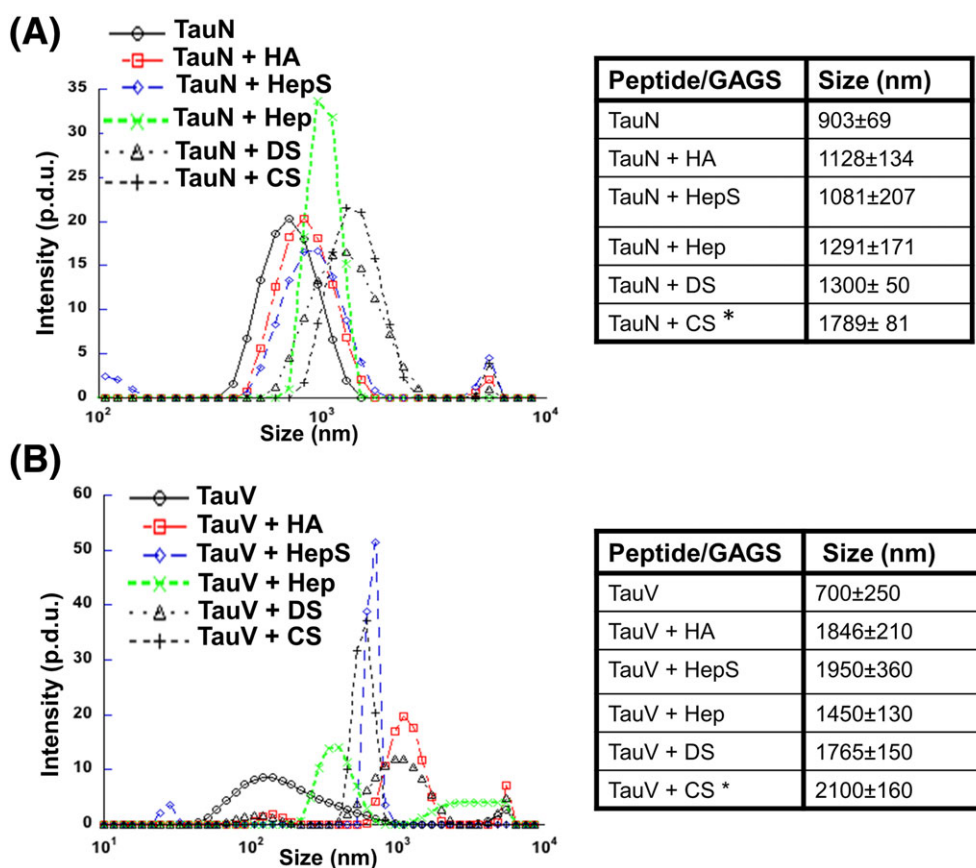 (A)
TauN
TauN + HA
TauN + HepS
TauN + Hep
TauN + DS
TauN + CS
Intensity (p.d.u.)
35
30
25
20
15
10
5
0
10² 10³ 10⁴
Size (nm)
Peptide/GAGS Size (nm)
TauN 903±69
TauN + HA 1128±134
TauN + HepS 1081±207
TauN + Hep 1291±171
TauN + DS 1300± 50
TauN + CS * 1789± 81
(B)
TauV
TauV + HA
TauV + HepS
TauV + Hep
TauV + DS
TauV + CS
Intensity (p.d.u.)
60
50
40
30
20
10
0
10¹ 10² 10³ 10⁴
Size (nm)
Peptide/GAGS Size (nm)
TauV 700±250
TauV + HA 1846±210
TauV + HepS 1950±360
TauV + Hep 1450±130
TauV + DS 1765±150
TauV + CS * 2100±160